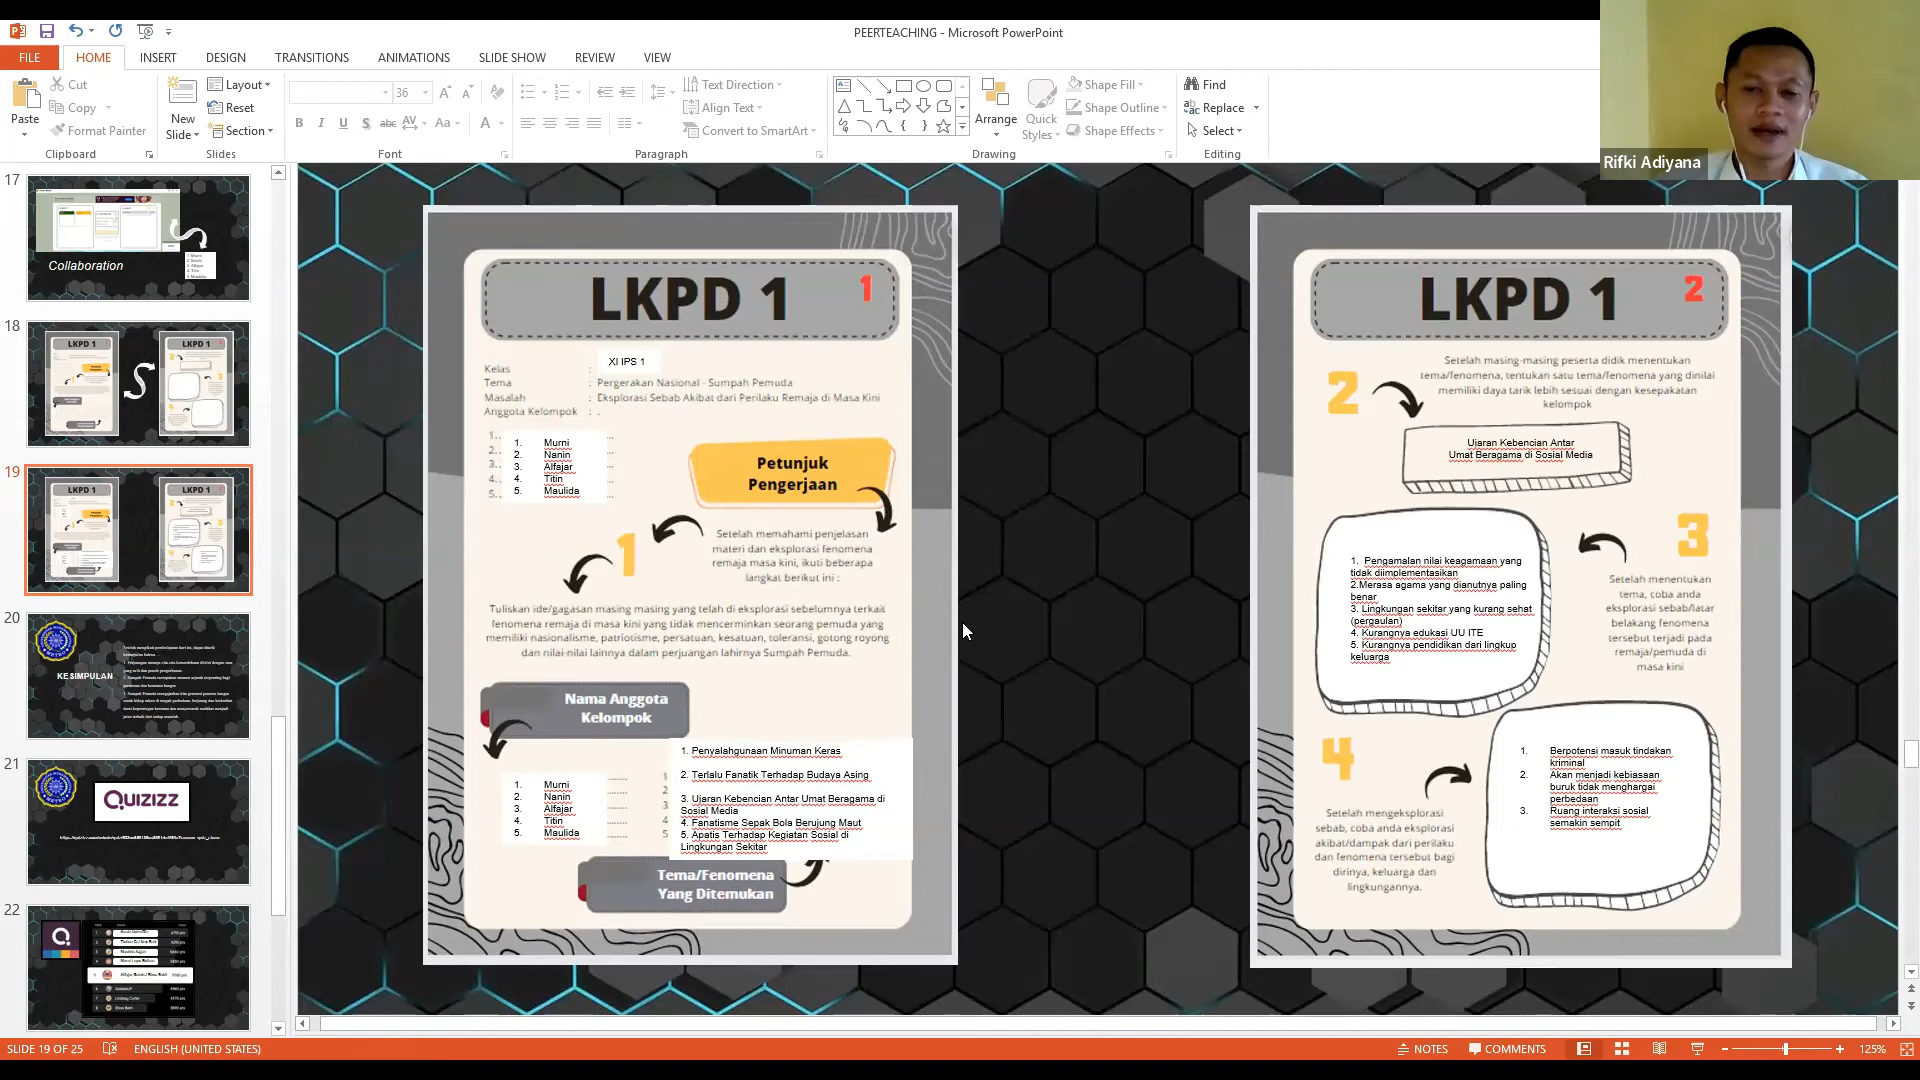 PEERTEACHING - Microsoft PowerPoint
FILE
HOME
INSERT
DESIGN
TRANSITIONS
ANIMATIONS
SLIDE SHOW
REVIEW
VIEW
Paste
Cut
Copy
Format Painter
Clipboard
New
Slide
Layout
Reset
Section
Slides
36
Font
Text Direction
Align Text
Convert to SmartArt
Paragraph
Arrange
Quick
Styles
Shape Fill
Shape Outline
Shape Effects
Drawing
Find
Replace
Select
Editing
Rifki Adiyana
17
Collaboration
18
LKPD 1
LKPD 1
19
LKPD 1
LKPD 1
20
KESIMPULAN
21
QUIZIZZ
22
LKPD 1
1
Kelas :
XI IPS 1
Tema : Pergerakan Nasional - Sumpah Pemuda
Masalah : Eksplorasi Sebab Akibat dari Perilaku Remaja di Masa Kini
Anggota Kelompok : .
1. Murni
2. Nanin
3. Alfajar
4. Titin
5. Maulida
Petunjuk
Pengerjaan
Setelah memahami penjelasan
materi dan eksplorasi fenomena
remaja masa kini, ikuti beberapa
langkat berikut ini :
1
Tuliskan ide/gagasan masing masing yang telah di eksplorasi sebelumnya terkait
fenomena remaja di masa kini yang tidak mencerminkan seorang pemuda yang
memiliki nasionalisme, patriotisme, persatuan, kesatuan, toleransi, gotong royong
dan nilai-nilai lainnya dalam perjuangan lahirnya Sumpah Pemuda.
Nama Anggota
Kelompok
1. Murni
2. Nanin
3. Alfajar
4. Titin
5. Maulida
1. Penyalahgunaan Minuman Keras
2. Terlalu Fanatik Terhadap Budaya Asing
3. Ujaran Kebencian Antar Umat Beragama di
Sosial Media
4. Fanatisme Sepak Bola Berujung Maut
5. Apatis Terhadap Kegiatan Sosial di
Lingkungan Sekitar
Tema/Fenomena
Yang Ditemukan
LKPD 1
2
2
Setelah masing-masing peserta didik menentukan
tema/fenomena, tentukan satu tema/fenomena yang dinilai
memiliki daya tarik lebih sesuai dengan kesepakatan
kelompok
Ujaran Kebencian Antar
Umat Beragama di Sosial Media
3
Setelah menentukan
tema, coba anda
eksplorasi sebab/latar
belakang fenomena
tersebut terjadi pada
remaja/pemuda di
masa kini
1. Pengamalan nilai keagamaan yang
tidak diimplementasikan
2.Merasa agama yang dianutnya paling
benar
3. Lingkungan sekitar yang kurang sehat
(pergaulan)
4. Kurangnya edukasi UU ITE
5. Kurangnya pendidikan dari lingkup
keluarga
4
Setelah mengeksplorasi
sebab, coba anda eksplorasi
akibat/dampak dari perilaku
dan fenomena tersebut bagi
dirinya, keluarga dan
lingkungannya.
1. Berpotensi masuk tindakan
kriminal
2. Akan menjadi kebiasaan
buruk tidak menghargai
perbedaan
3. Ruang interaksi sosial
semakin sempit
SLIDE 19 OF 25
ENGLISH (UNITED STATES)
NOTES
COMMENTS
125%